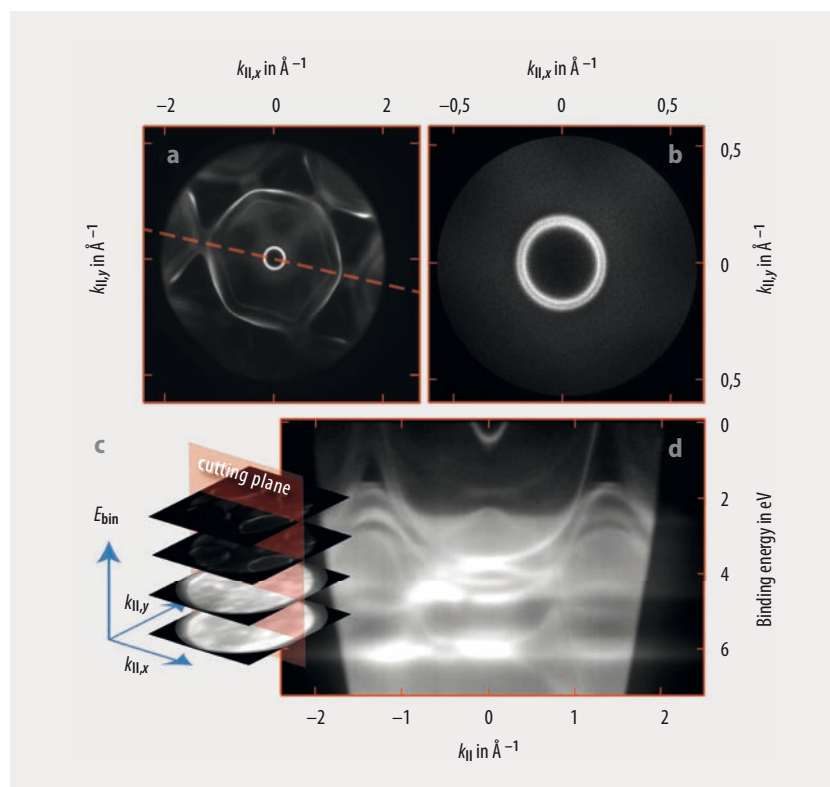 k||,x in Å −1
k||,x in Å −1
−2 0 2
−0,5 0 0,5
a
b
k||,y in Å −1
0,5
0
0,5
k||,y in Å −1
c
cutting plane
Ebin
k||,y
k||,x
d
0
2
4
6
Binding energy in eV
−2 −1 0 1 2
k|| in Å −1